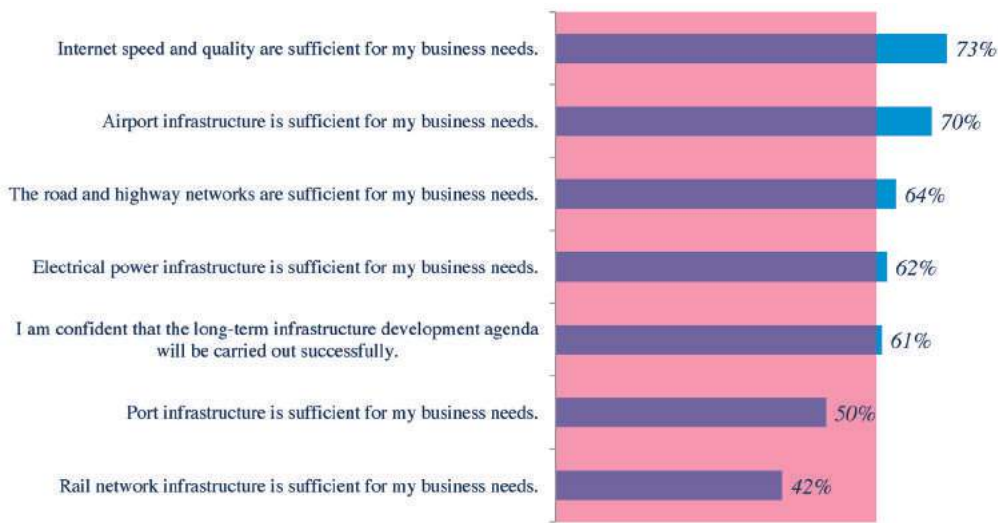 Internet speed and quality are sufficient for my business needs.
73%
Airport infrastructure is sufficient for my business needs.
70%
The road and highway networks are sufficient for my business needs.
64%
Electrical power infrastructure is sufficient for my business needs.
62%
I am confident that the long-term infrastructure development agenda
will be carried out successfully.
61%
Port infrastructure is sufficient for my business needs.
50%
Rail network infrastructure is sufficient for my business needs.
42%